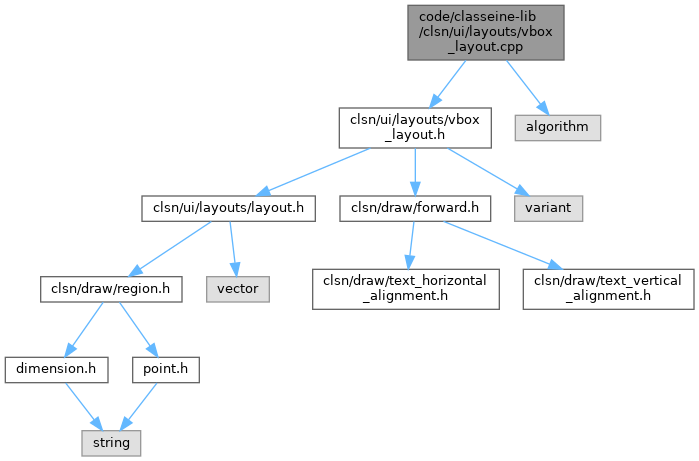 code/classeine-lib
/clsn/ui/layouts/vbox
_layout.cpp
clsn/ui/layouts/vbox
_layout.h
algorithm
clsn/ui/layouts/layout.h
clsn/draw/forward.h
variant
clsn/draw/region.h
vector
clsn/draw/text_horizontal
_alignment.h
clsn/draw/text_vertical
_alignment.h
dimension.h
point.h
string